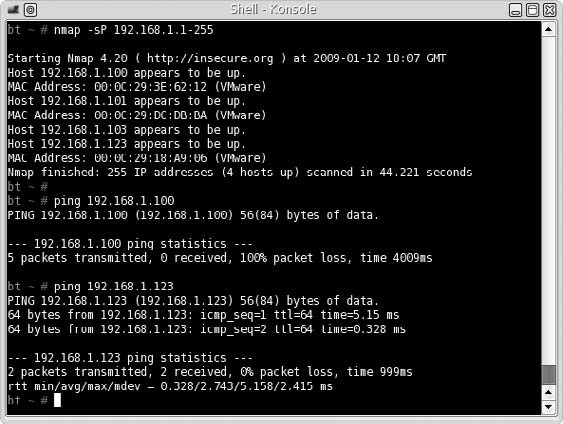 Shell - Konsole
bt ~ # nmap -sP 192.168.1.1-255
Starting Nmap 4.20 ( http://insecure.org ) at 2009-01-12 18:07 GMT
Host 192.168.1.100 appears to be up.
MAC Address: 00:0C:29:3E:62:12 (VMware)
Host 192.168.1.101 appears to be up.
MAC Address: 00:0C:29:DC:DB:BA (VMware)
Host 192.168.1.103 appears to be up.
Host 192.168.1.123 appears to be up.
MAC Address: 00:0C:29:18:A9:06 (VMware)
Nmap finished: 255 IP addresses (4 hosts up) scanned in 44.221 seconds
bt ~ #
bt ~ # ping 192.168.1.100
PING 192.168.1.100 (192.168.1.100) 56(84) bytes of data.
--- 192.168.1.100 ping statistics ---
5 packets transmitted, 0 received, 100% packet loss, time 4009ms
bt ~ # ping 192.168.1.123
PING 192.168.1.123 (192.168.1.123) 56(84) bytes of data.
64 bytes from 192.168.1.123: icmp_seq=1 ttl=64 time=5.15 ms
64 bytes from 192.168.1.123: icmp_seq=2 ttl=64 time=0.328 ms
--- 192.168.1.123 ping statistics ---
2 packets transmitted, 2 received, 0% packet loss, time 999ms
rtt min/avg/max/mdev = 0.328/2.743/5.158/2.415 ms
bt ~ #